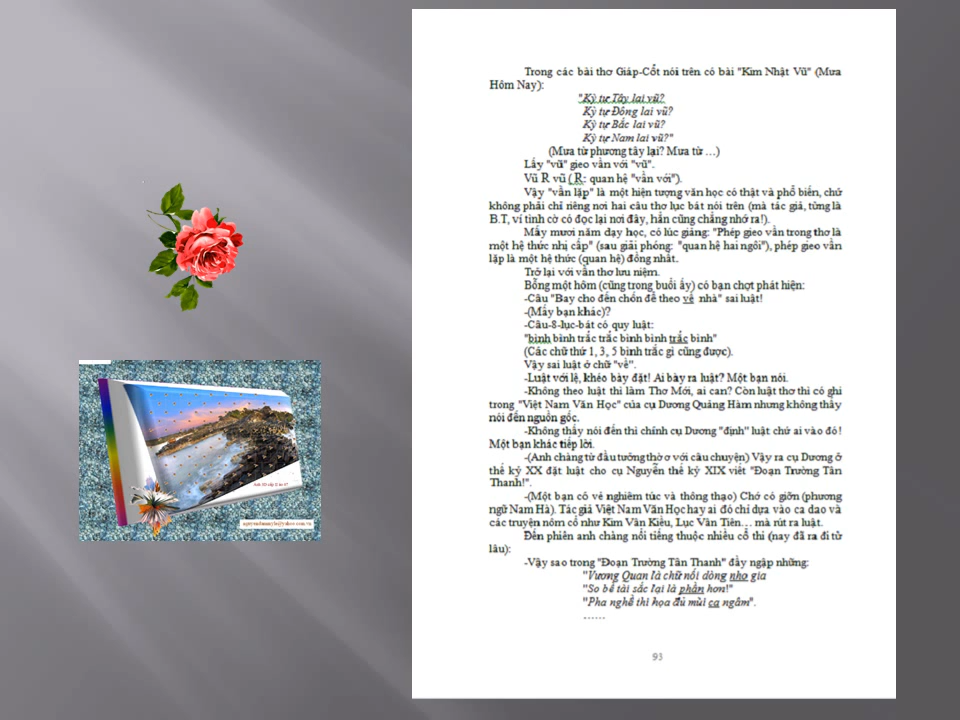 Trong các bài thơ Giáp-Cốt nói trên có bài "Kim Nhật Vũ" (Mưa
Hôm Nay):
"Kỳ tự Tây lai vũ?
Kỳ tự Đông lai vũ?
Kỳ tự Bắc lai vũ?
Kỳ tự Nam lai vũ?"
(Mưa từ phương tây lại? Mưa từ …)
Lấy "vũ" gieo vần với "vũ".
Vũ R vũ (R: quan hệ "vần với").
Vậy "vần lặp" là một hiện tượng văn học có thật và phổ biến, chứ
không phải chỉ riêng nơi hai câu thơ lục bát nói trên (mà tác giả, từng là
B.T, ví tình cờ có đọc lại nơi đây, hẳn cũng chẳng nhớ ra!).
Mấy mươi năm dạy học, có lúc giảng: "Phép gieo vần trong thơ là
một hệ thức nhị cấp" (sau giải phóng: "quan hệ hai ngôi"), phép gieo vần
lặp là một hệ thức (quan hệ) đồng nhất.
Trở lại với vần thơ lưu niệm.
Bỗng một hôm (cũng trong buổi ấy) có bạn chợt phát hiện:
-Câu "Bay cho đến chốn để theo về nhà" sai luật!
-(Mấy bạn khác)?
-Câu-8-lục-bát có quy luật:
"bình bình trắc trắc bình bình trắc bình"
(Các chữ thứ 1, 3, 5 bình trắc gì cũng được).
Vậy sai luật ở chữ "về".
-Luật với lệ, khéo bày đặt! Ai bày ra luật? Một bạn nói.
-Không theo luật thì làm Thơ Mới, ai can? Còn luật thơ thì có ghi
trong "Việt Nam Văn Học" của cụ Dương Quảng Hàm nhưng không thấy
nói đến nguồn gốc.
-Không thấy nói đến thì chính cụ Dương "định" luật chứ ai vào đó!
Một bạn khác tiếp lời.
-(Anh chàng từ đầu tưởng thờ ơ với câu chuyện) Vậy ra cụ Dương ở
thế kỷ XX đặt luật cho cụ Nguyễn thế kỷ XIX viết "Đoạn Trường Tân
Thanh!".
-(Một bạn có vẻ nghiêm túc và thông thạo) Chớ có giỡn (phương
ngữ Nam Hà). Tác giả Việt Nam Văn Học hay ai đó chỉ dựa vào ca dao và
các truyện nôm cổ như Kim Vân Kiều, Lục Vân Tiên… mà rút ra luật.
Đến phiên anh chàng nổi tiếng thuộc nhiều cổ thi (nay đã ra đi từ
lâu):
-Vậy sao trong "Đoạn Trường Tân Thanh" đầy ngập những:
"Vương Quan là chữ nối dòng nho gia
"So bề tài sắc lại là phần hơn!"
"Pha nghề thi họa đủ mùi ca ngâm".
......
93